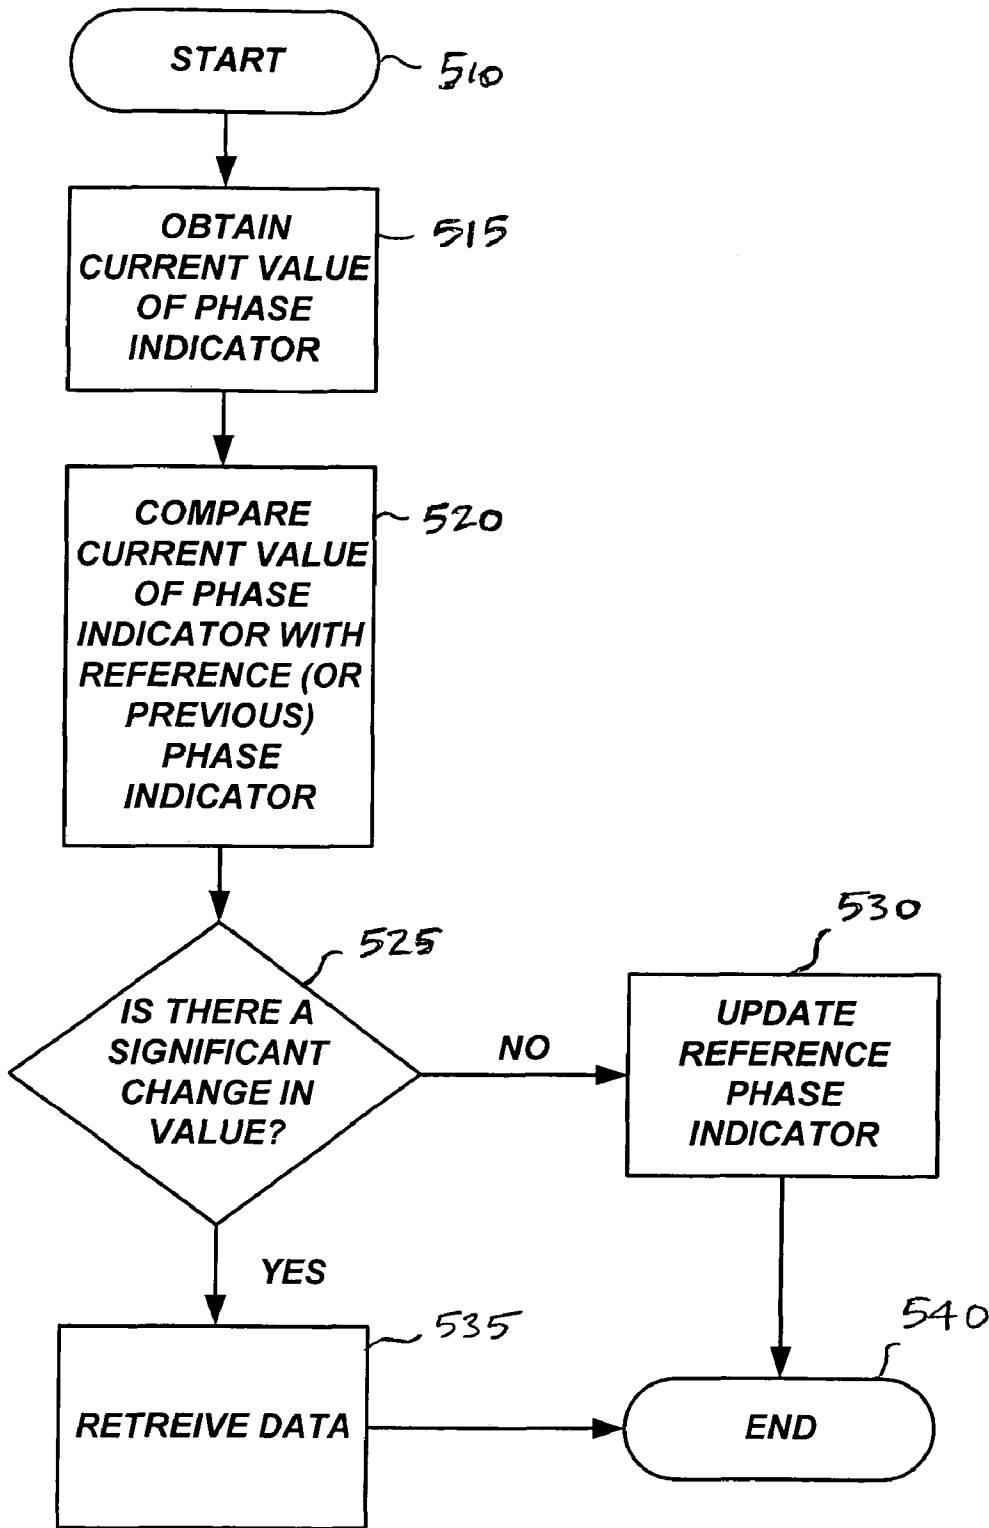 START
510
OBTAIN
CURRENT VALUE
OF PHASE
INDICATOR
515
COMPARE
CURRENT VALUE
OF PHASE
INDICATOR WITH
REFERENCE (OR
PREVIOUS)
PHASE
INDICATOR
520
IS THERE A
SIGNIFICANT
CHANGE IN
VALUE?
525
NO
530
UPDATE
REFERENCE
PHASE
INDICATOR
YES
535
RETREIVE DATA
540
END